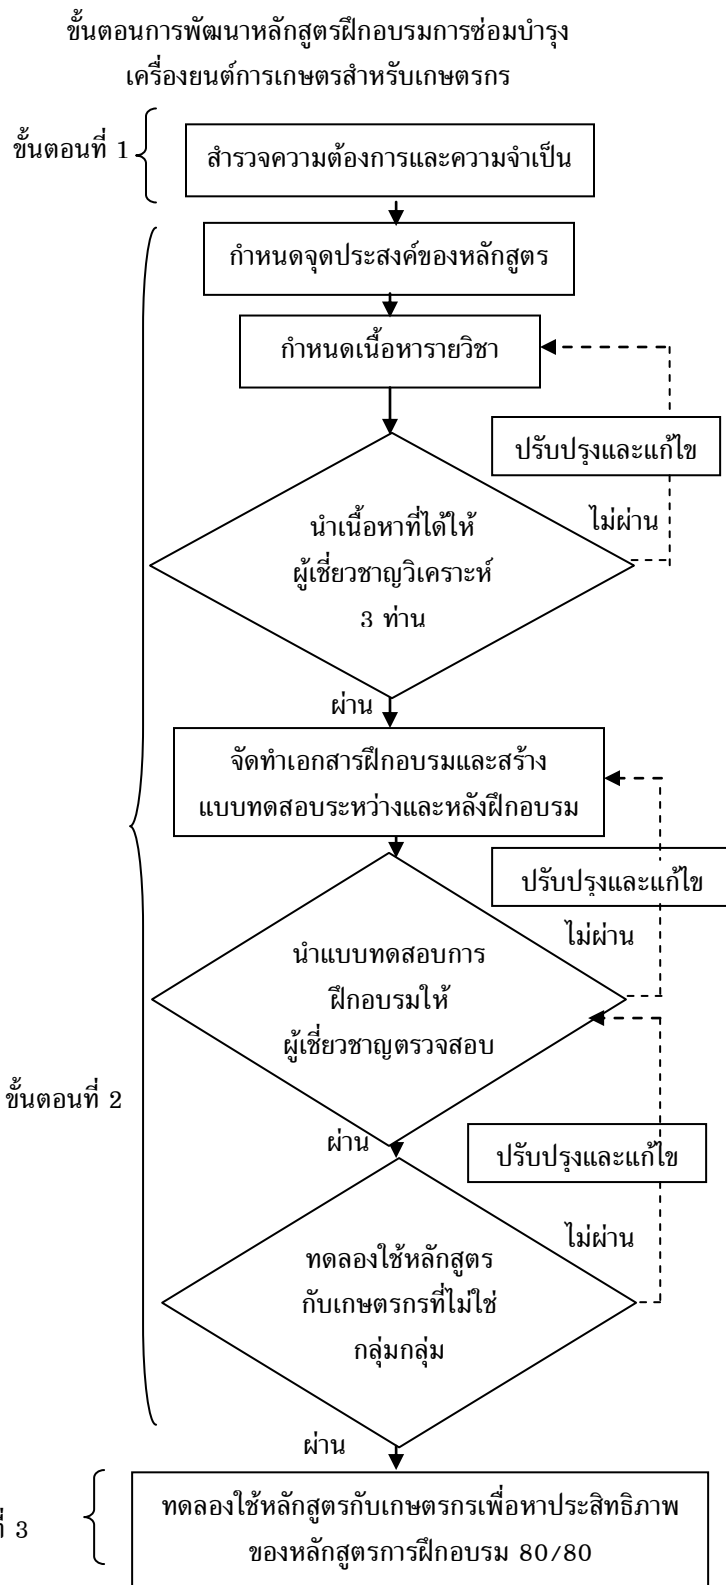 ขั้นตอนการพัฒนาหลักสูตรฝึกอบรมการซ่อมบำรุง
เครื่องยนต์การเกษตรสำหรับเกษตรกร
ขั้นตอนที่ 1
สำรวจความต้องการและความจำเป็น
กำหนดจุดประสงค์ของหลักสูตร
กำหนดเนื้อหารายวิชา
ปรับปรุงและแก้ไข
ไม่ผ่าน
นำเนื้อหาที่ได้ให้
ผู้เชี่ยวชาญวิเคราะห์
3 ท่าน
ผ่าน
จัดทำเอกสารฝึกอบรมและสร้าง
แบบทดสอบระหว่างและหลังฝึกอบรม
ปรับปรุงและแก้ไข
ไม่ผ่าน
นำแบบทดสอบการ
ฝึกอบรมให้
ผู้เชี่ยวชาญตรวจสอบ
ขั้นตอนที่ 2
ผ่าน
ปรับปรุงและแก้ไข
ไม่ผ่าน
ทดลองใช้หลักสูตร
กับเกษตรกรที่ไม่ใช่
กลุ่มกลุ่ม
ผ่าน
ทดลองใช้หลักสูตรกับเกษตรกรเพื่อหาประสิทธิภาพ
ของหลักสูตรการฝึกอบรม 80/80
ที่ 3